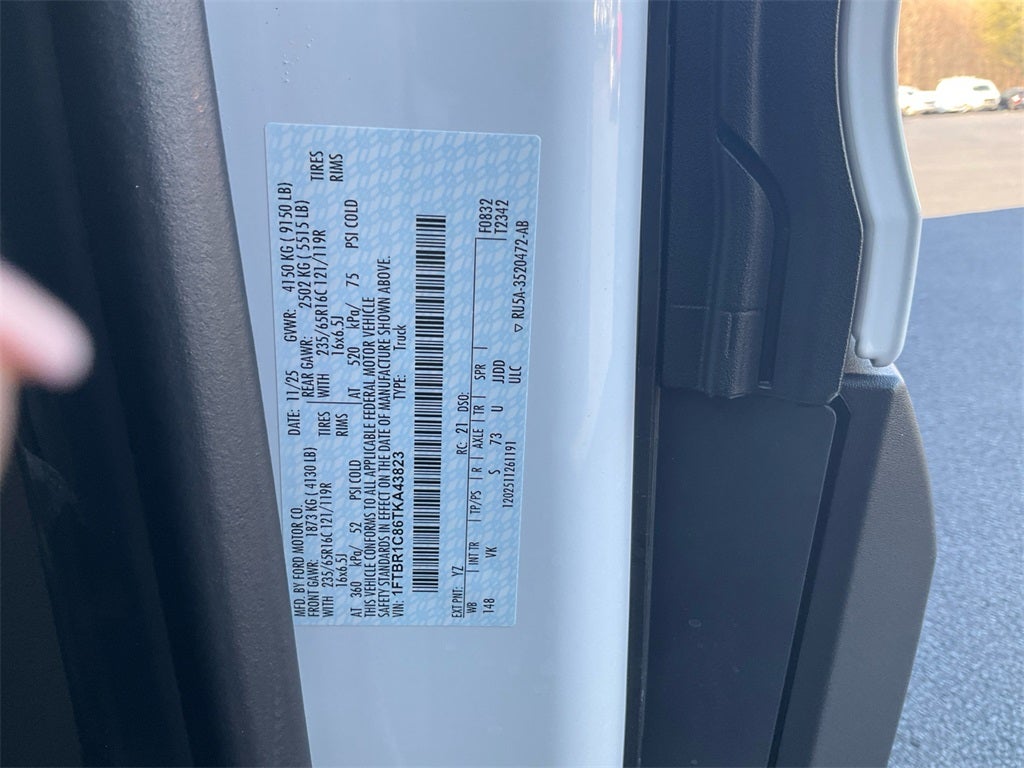 MFD. BY FORD MOTOR CO. DATE: 11/25 GVWR: 4150 KG ( 9150 LB)
FRONT GAWR: 1873 KG ( 4130 LB) REAR GAWR: 2502 KG ( 5515 LB)
WITH 235/65R16C 121/119R TIRES WITH 235/65R16C 121/119R TIRES
16x6.5J RIMS 16x6.5J RIMS
AT 360 kPa/ 52 PSI COLD AT 520 kPa/ 75 PSI COLD
THIS VEHICLE CONFORMS TO ALL APPLICABLE FEDERAL MOTOR VEHICLE
SAFETY STANDARDS IN EFFECT ON THE DATE OF MANUFACTURE SHOWN ABOVE.
VIN: 1FTBR1C86TKA43823 TYPE: Truck
EXT PNT: YZ RC: 21 DSO: F0832
WB INT TR TP/PS R AXLE TR SPR T2342
148 VK S 73 U JJDD
1202511261191 ULC ▽ RU5A-3520472-AB